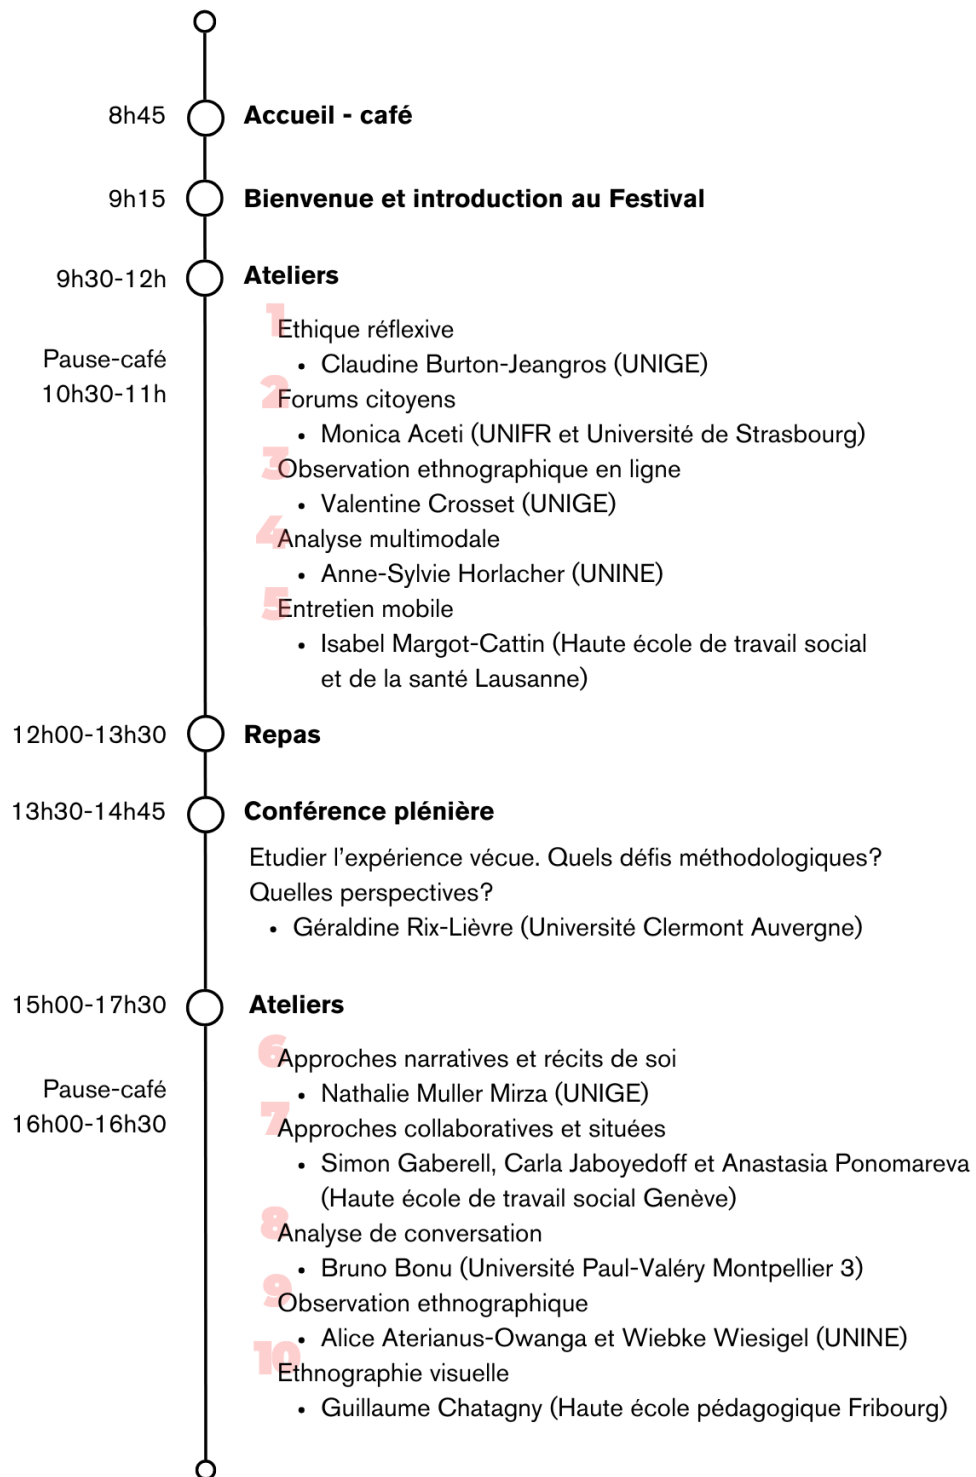 8h45 Accueil - café
9h15 Bienvenue et introduction au Festival
9h30-12h Ateliers
Pause-café
10h30-11h
1 Ethique réflexive
• Claudine Burton-Jeangros (UNIGE)
2 Forums citoyens
• Monica Aceti (UNIFR et Université de Strasbourg)
3 Observation ethnographique en ligne
• Valentine Crosset (UNIGE)
4 Analyse multimodale
• Anne-Sylvie Horlacher (UNINE)
5 Entretien mobile
• Isabel Margot-Cattin (Haute école de travail social
et de la santé Lausanne)
12h00-13h30 Repas
13h30-14h45 Conférence plénière
Etudier l'expérience vécue. Quels défis méthodologiques?
Quelles perspectives?
• Géraldine Rix-Lièvre (Université Clermont Auvergne)
15h00-17h30 Ateliers
Pause-café
16h00-16h30
6 Approches narratives et récits de soi
• Nathalie Muller Mirza (UNIGE)
7 Approches collaboratives et situées
• Simon Gaberell, Carla Jaboyedoff et Anastasia Ponomareva
(Haute école de travail social Genève)
8 Analyse de conversation
• Bruno Bonu (Université Paul-Valéry Montpellier 3)
9 Observation ethnographique
• Alice Aterianus-Owanga et Wiebke Wiesigel (UNINE)
10 Ethnographie visuelle
• Guillaume Chatagny (Haute école pédagogique Fribourg)